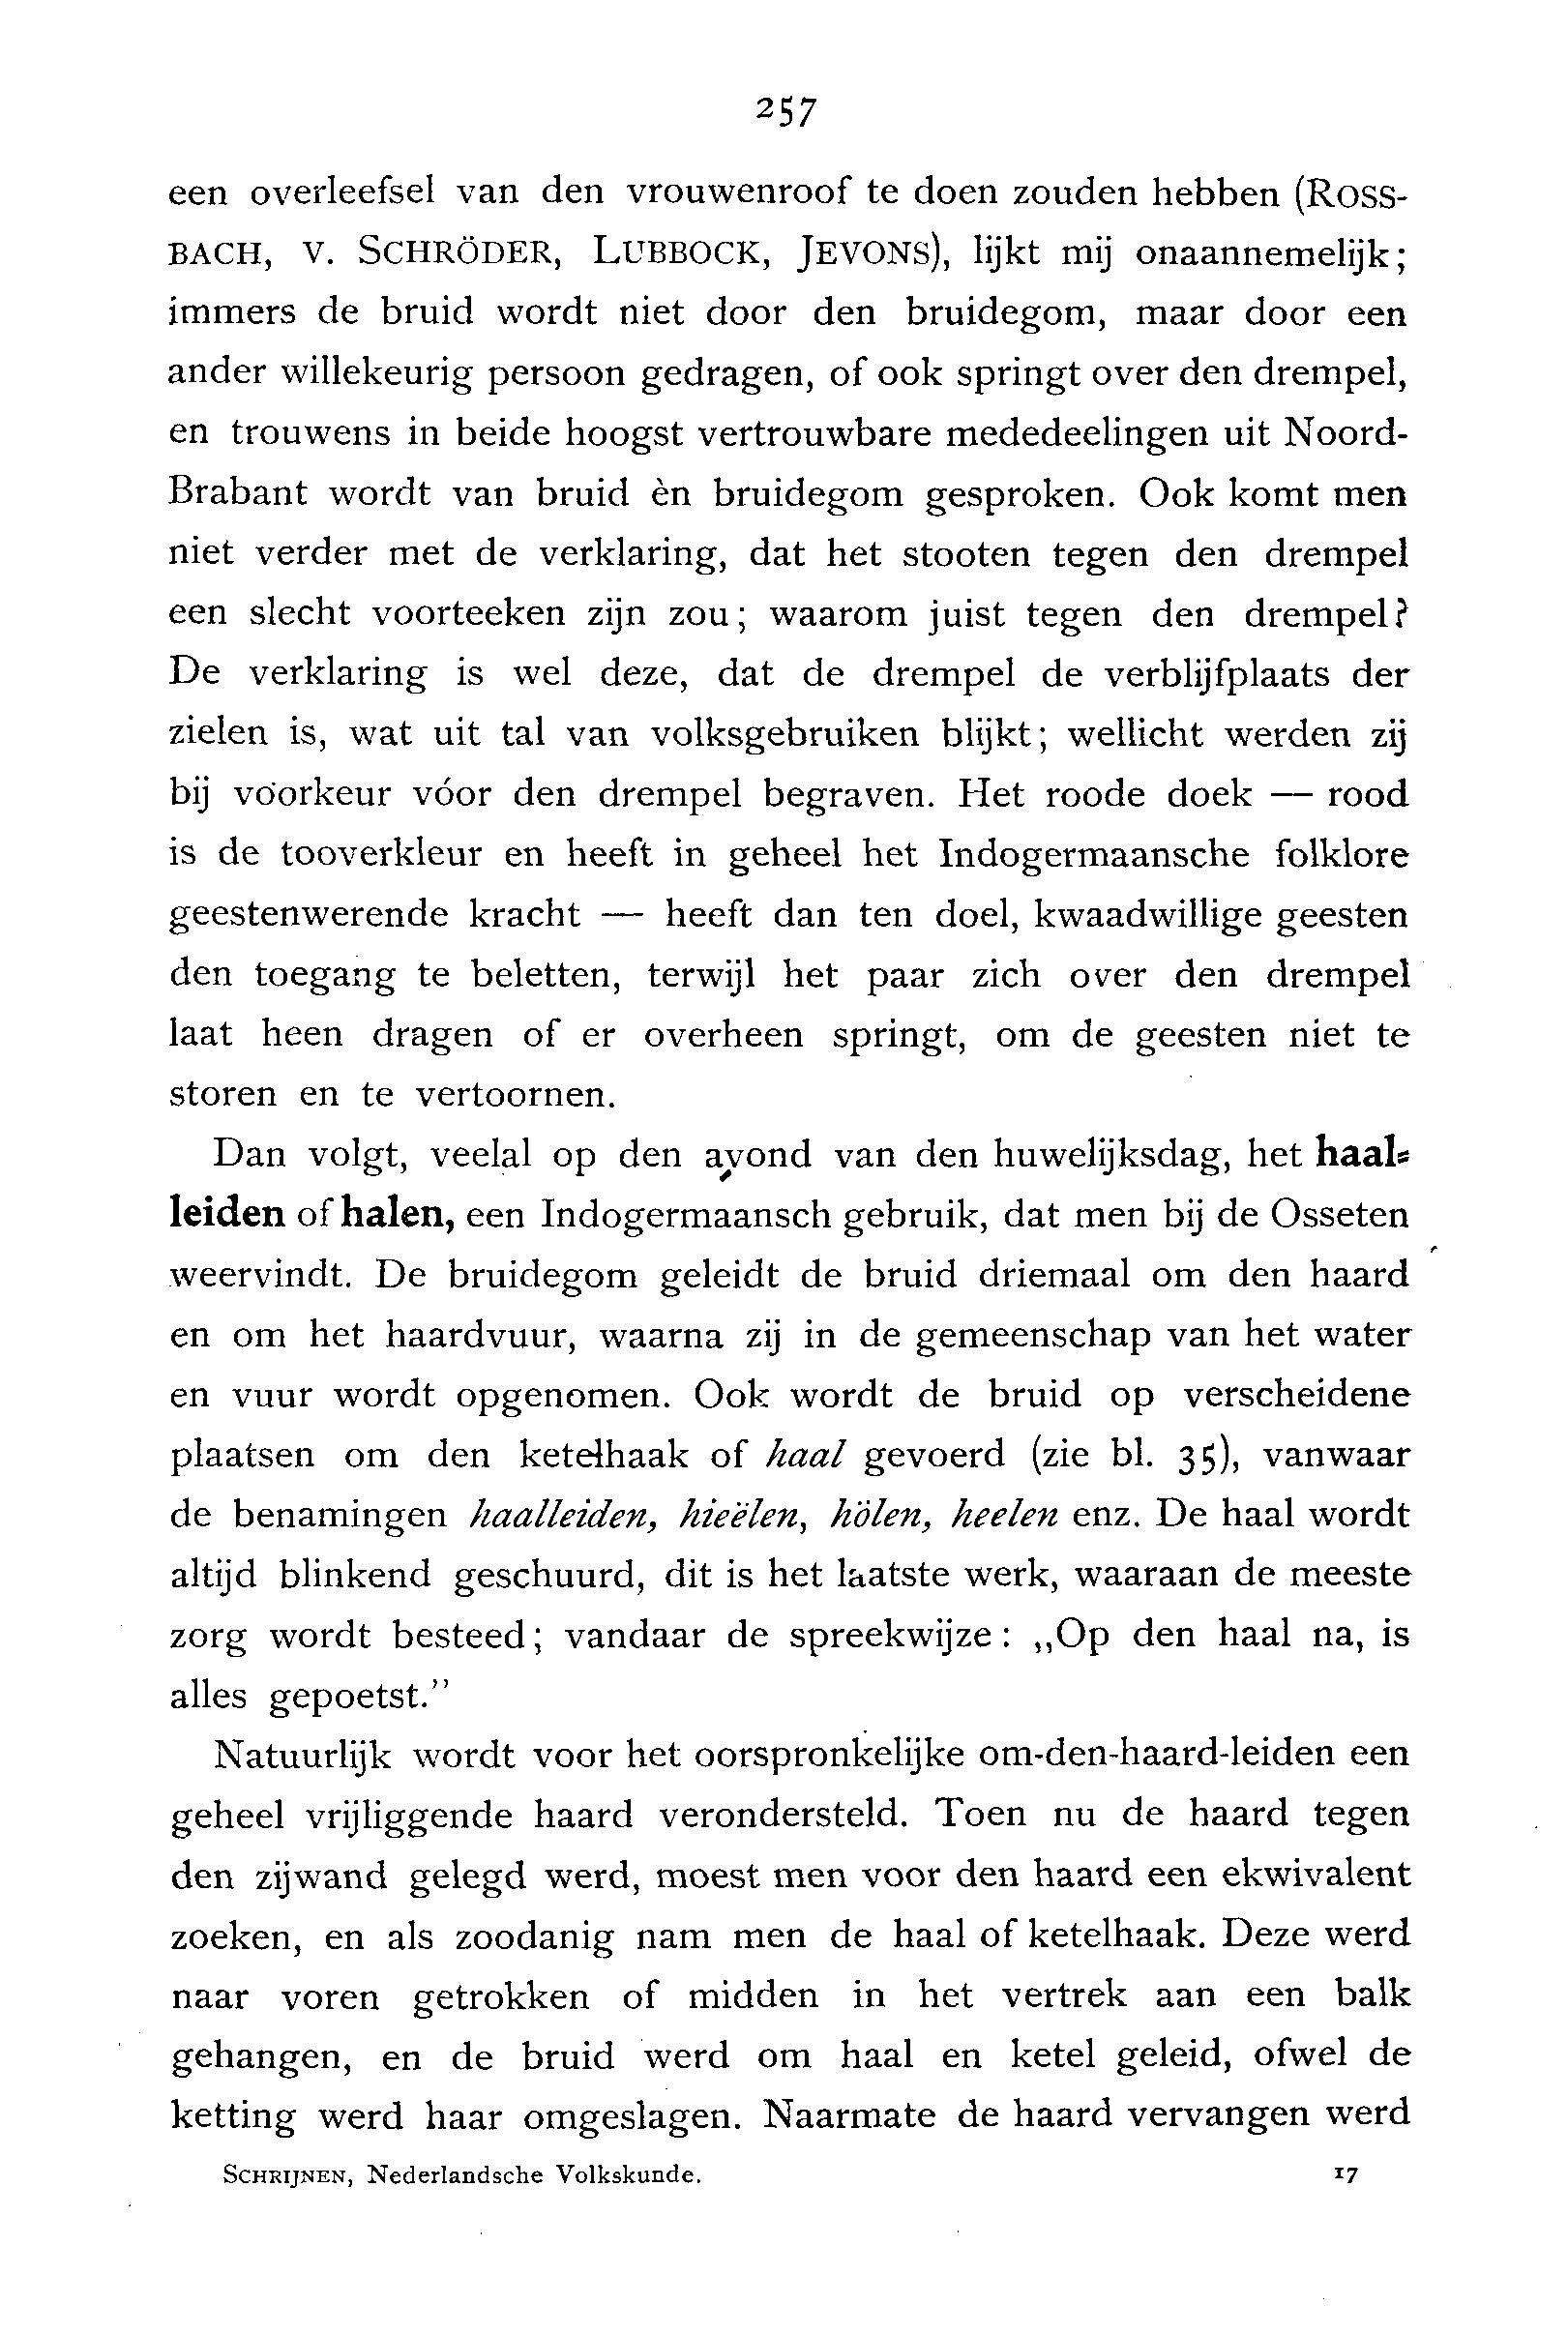 257
een overleefsel van den vrouwenroof te doen zouden hebben (ROSS-
BACH, V. SCHRÖDER, LUBBOCK, JEVONS), lijkt mij onaannemelijk;
immers de bruid wordt niet door den bruidegom, maar door een
ander willekeurig persoon gedragen, of ook springt over den drempel,
en trouwens in beide hoogst vertrouwbare mededeelingen uit Noord-
Brabant wordt van bruid èn bruidegom gesproken. Ook komt men
niet verder met de verklaring, dat het stooten tegen den drempel
een slecht voorteeken zijn zou; waarom juist tegen den drempel?
De verklaring is wel deze, dat de drempel de verblijfplaats der
zielen is, wat uit tal van volksgebruiken blijkt; wellicht werden zij
bij voorkeur vóor den drempel begraven. Het roode doek — rood
is de tooverkleur en heeft in geheel het Indogermaansche folklore
geestenwerende kracht — heeft dan ten doel, kwaadwillige geesten
den toegang te beletten, terwijl het paar zich over den drempel
laat heen dragen of er overheen springt, om de geesten niet te
storen en te vertoornen.
Dan volgt, veelal op den avond van den huwelijksdag, het haal-
leiden of halen, een Indogermaansch gebruik, dat men bij de Osseten
weervindt. De bruidegom geleidt de bruid driemaal om den haard
en om het haardvuur, waarna zij in de gemeenschap van het water
en vuur wordt opgenomen. Ook wordt de bruid op verscheidene
plaatsen om den ketelhaak of haal gevoerd (zie bl. 35), vanwaar
de benamingen haalleiden, hieëlen, hölen, heelen enz. De haal wordt
altijd blinkend geschuurd, dit is het laatste werk, waaraan de meeste
zorg wordt besteed; vandaar de spreekwijze: „Op den haal na, is
alles gepoetst.”
Natuurlijk wordt voor het oorspronkelijke om-den-haard-leiden een
geheel vrijliggende haard verondersteld. Toen nu de haard tegen
den zijwand gelegd werd, moest men voor den haard een ekwivalent
zoeken, en als zoodanig nam men de haal of ketelhaak. Deze werd
naar voren getrokken of midden in het vertrek aan een balk
gehangen, en de bruid werd om haal en ketel geleid, ofwel de
ketting werd haar omgeslagen. Naarmate de haard vervangen werd
SCHRIJNEN, Nederlandsche Volkskunde. 17